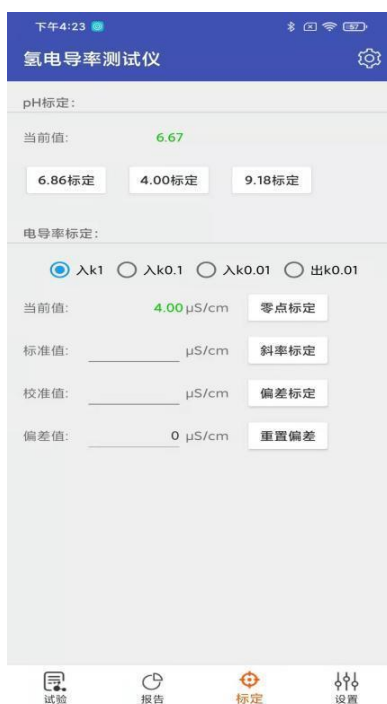 下午4:23
57
氢电导率测试仪
pH标定:
当前值: 6.67
6.86标定 4.00标定 9.18标定
电导率标定:
入k1 入k0.1 入k0.01 出k0.01
当前值: 4.00 μS/cm 零点标定
标准值: μS/cm 斜率标定
校准值: μS/cm 偏差标定
偏差值: 0 μS/cm 重置偏差
试验 报告 标定 设置